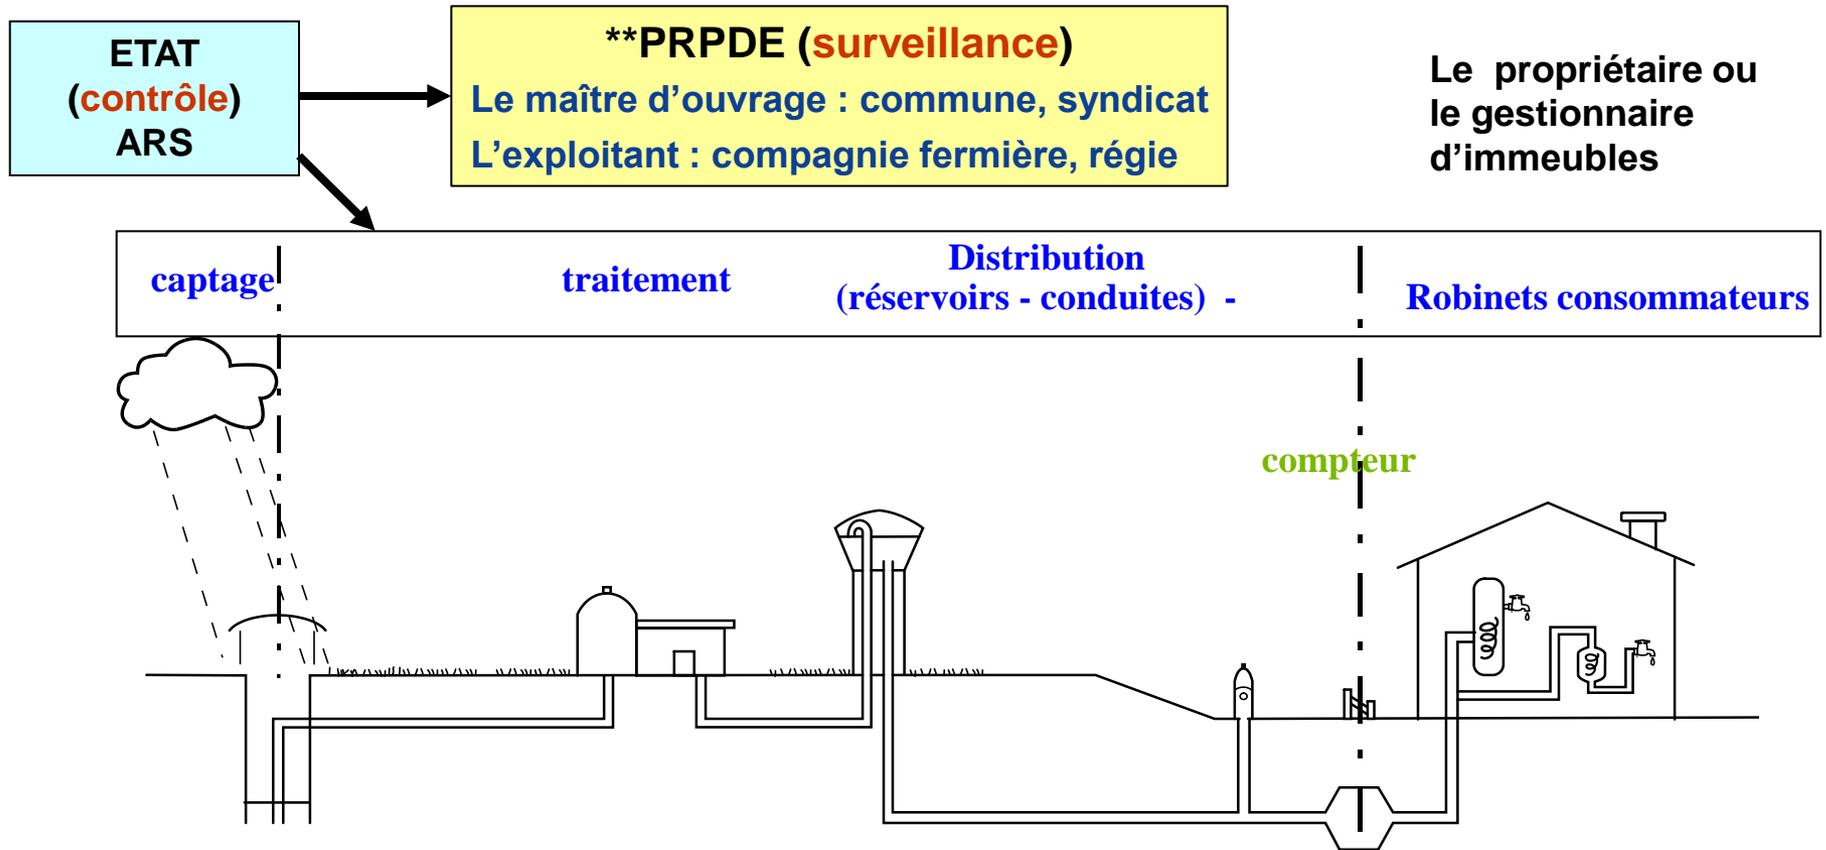 ETAT
(contrôle)
ARS
**PRPDE (surveillance)
Le maître d’ouvrage : commune, syndicat
L’exploitant : compagnie fermière, régie
Le propriétaire ou
le gestionnaire
d’immeubles
captage
traitement
Distribution
(réservoirs - conduites) -
Robinets consommateurs
compteur